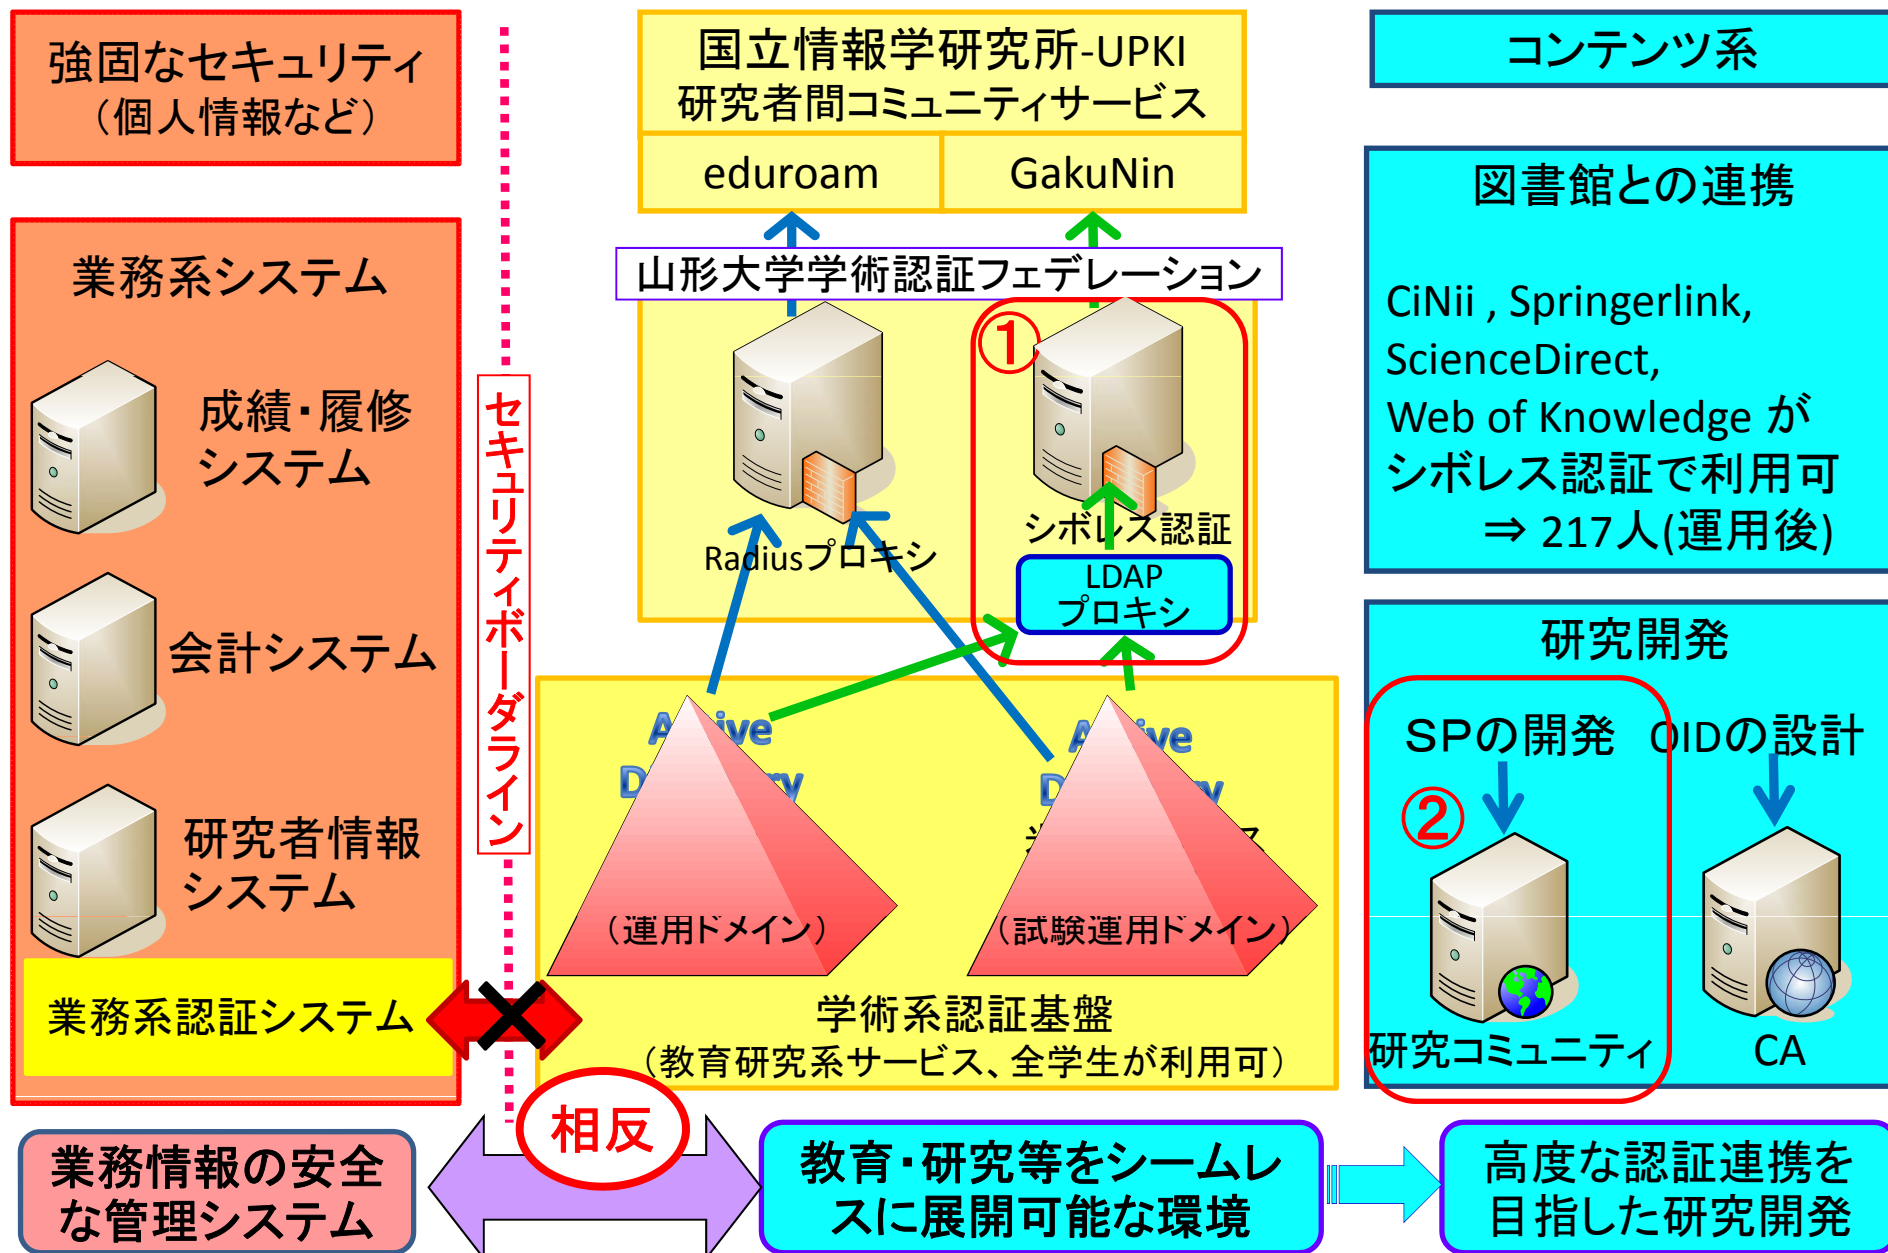 強固なセキュリティ
（個人情報など）
業務系システム
成績・履修
システム
会計システム
研究者情報
システム
業務系認証システム
セキュリティボーダライン
国立情報学研究所-UPKI
研究者間コミュニティサービス
eduroam
GakuNin
山形大学学術認証フェデレーション
①
Radiusプロキシ
シボレス認証
LDAP
プロキシ
（運用ドメイン）
（試験運用ドメイン）
学術系認証基盤
（教育研究系サービス、全学生が利用可）
コンテンツ系
図書館との連携
CiNii , Springerlink,
ScienceDirect,
Web of Knowledge が
シボレス認証で利用可
⇒ 217人(運用後)
研究開発
SPの開発
OIDの設計
②
研究コミュニティ
CA
相反
業務情報の安全
な管理システム
教育・研究等をシームレ
スに展開可能な環境
高度な認証連携を
目指した研究開発